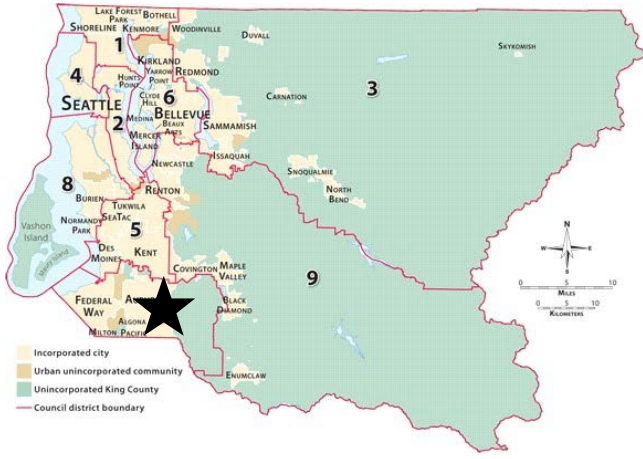 LAKE FOREST
PARK
BOTHELL
SHORELINE
KENMORE
WOODINVILLE
DUVALL
SKYKOMISH
1
KIRKLAND
YARROW
POINT
REDMOND
4
HUNTS
POINT
CARNATION
3
SEATTLE
CLYDE
HILL
6
MEDINA
BELLEVUE
BEAUX
ARTS
2
SAMMAMISH
MERCER
ISLAND
ISSAQUAH
NEWCASTLE
SNOQUALMIE
8
RENTON
NORTH
BEND
BURIEN
TUKWILA
SEATAC
Vashon
Island
NORMANDY
PARK
5
Maury Island
DES
MOINES
KENT
COVINGTON
MAPLE
VALLEY
9
N
W
E
S
10
0
10
MILES
10
0
10
KILOMETERS
FEDERAL
WAY
BLACK
DIAMOND
ALGONA
MILTON
PACIFIC
ENUMCLAW
Incorporated city
Urban unincorporated community
Unincorporated King County
Council district boundary